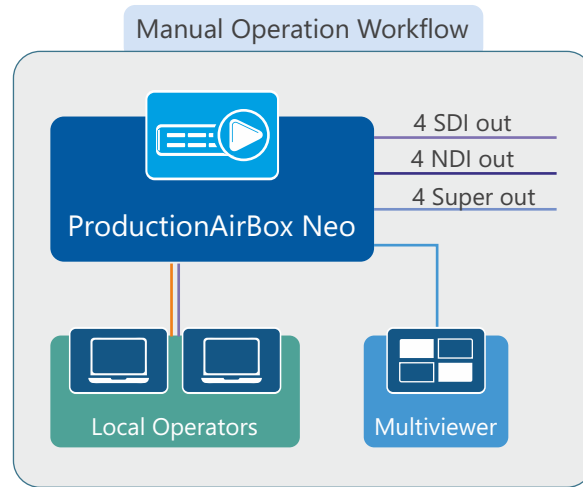 Manual Operation Workflow
4 SDI out
4 NDI out
4 Super out
ProductionAirBox Neo
Local Operators
Multiviewer